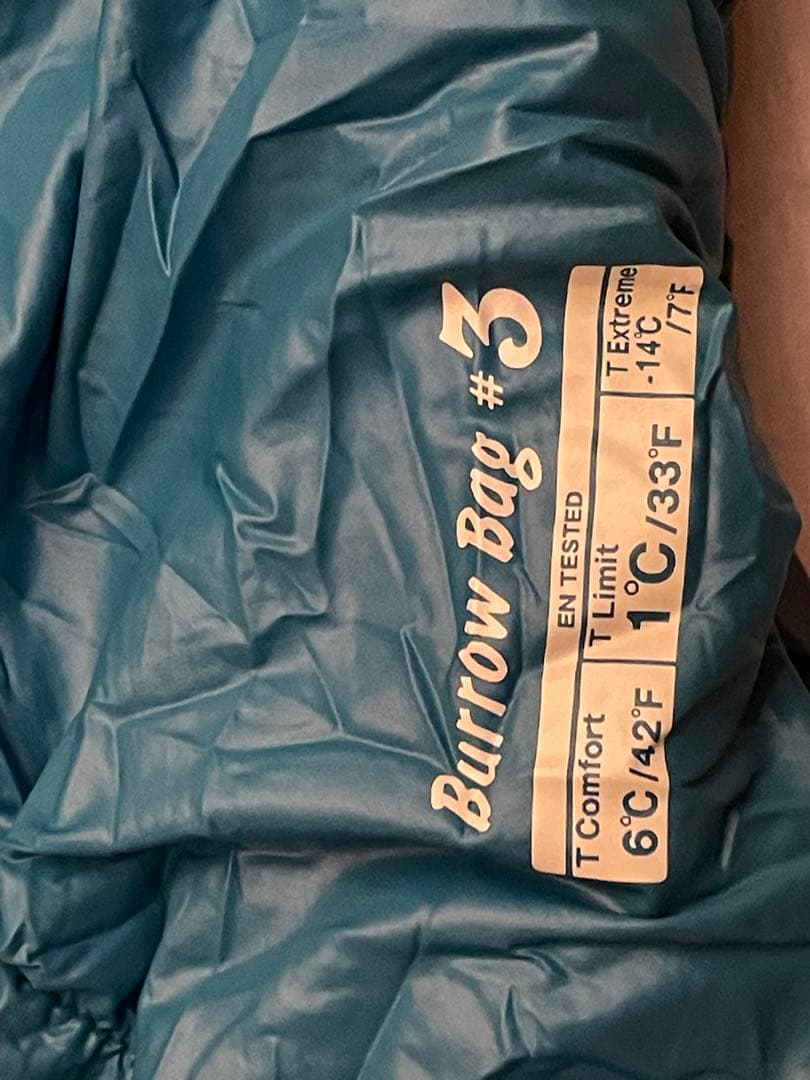 Burrow Bag #3
EN TESTED
T Comfort
6°C/42°F
T Limit
1°C/33°F
T Extreme
-14°C
/7°F